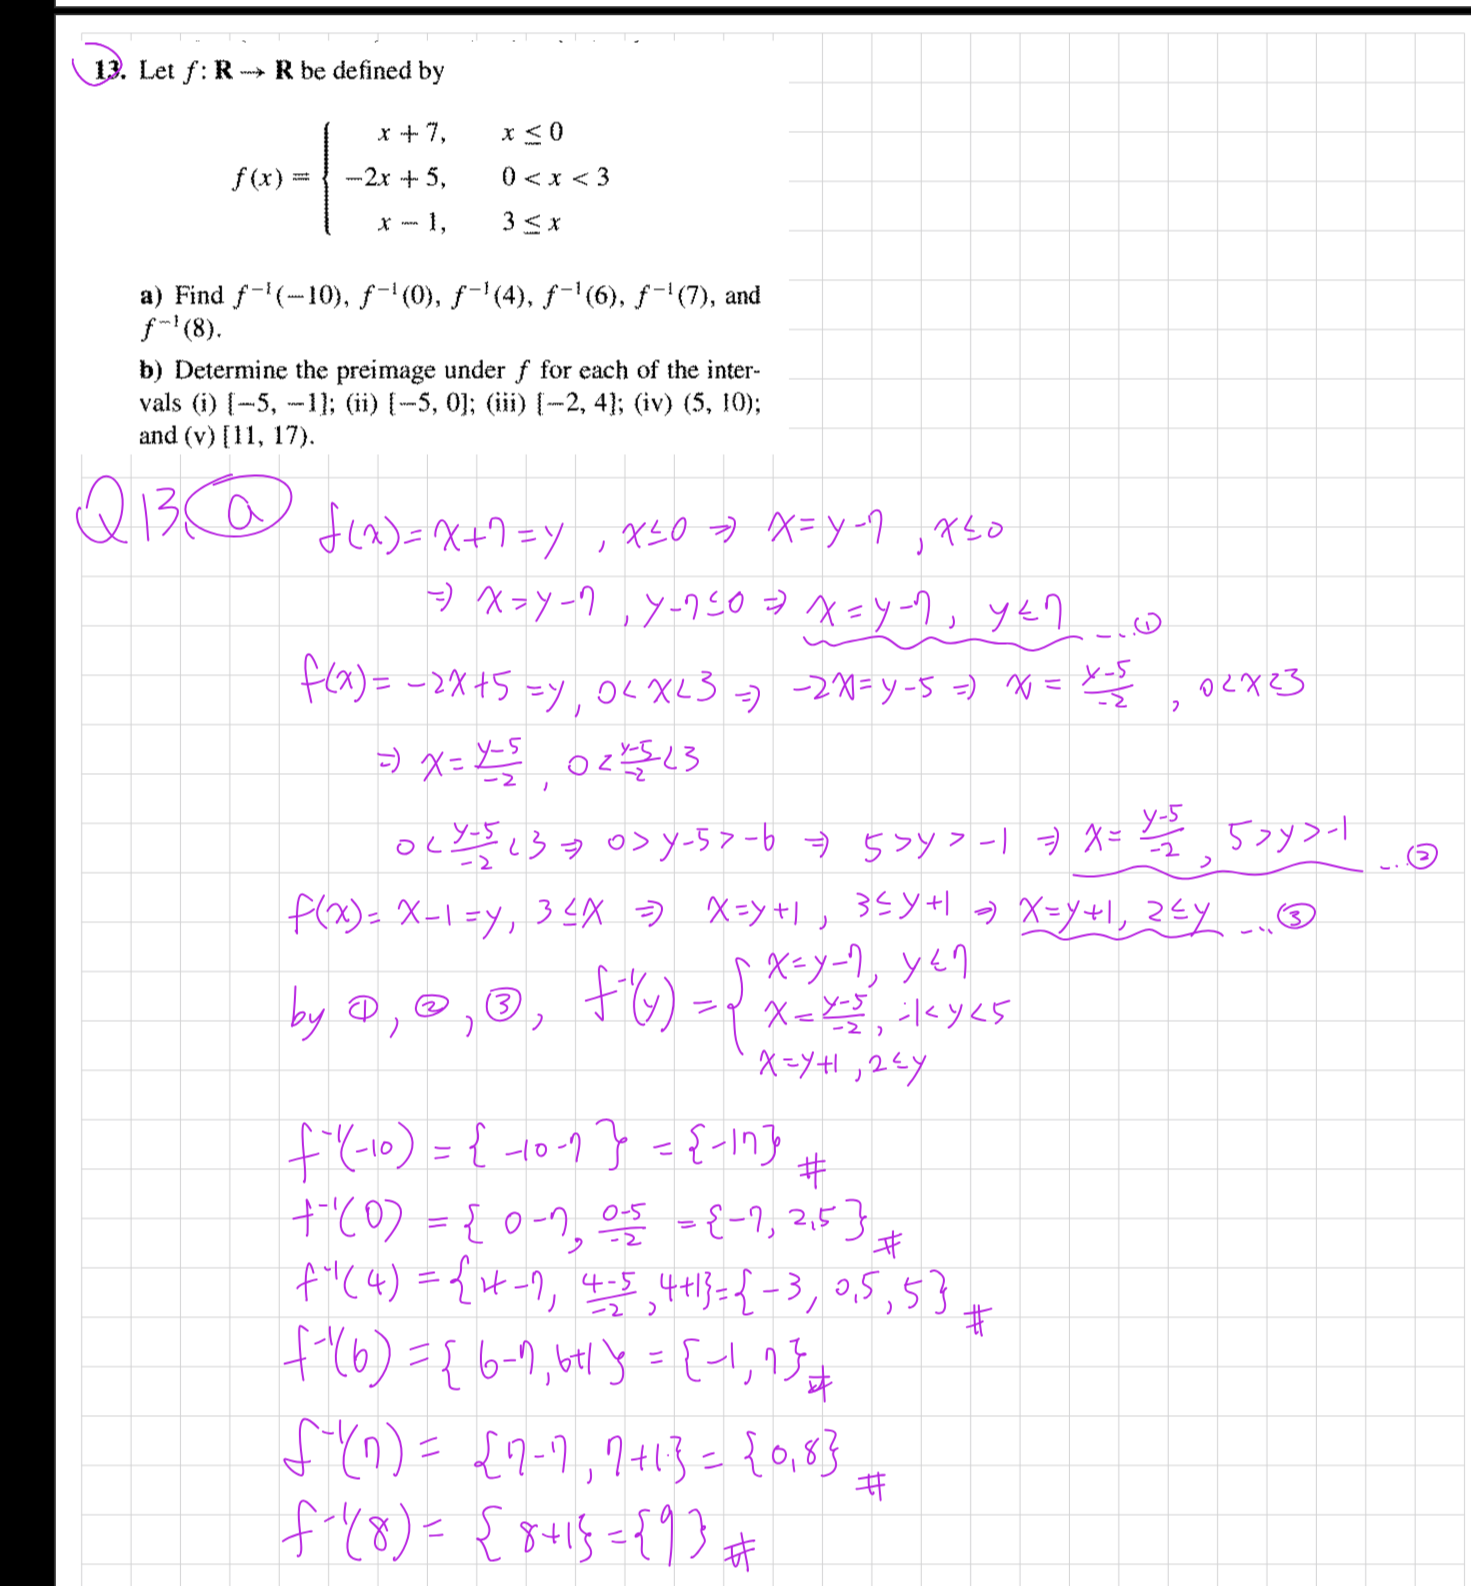 13. Let f: R → R be defined by
f(x) = { x + 7, x ≤ 0
−2x + 5, 0 < x < 3
x − 1, 3 ≤ x
a) Find f⁻¹(−10), f⁻¹(0), f⁻¹(4), f⁻¹(6), f⁻¹(7), and
f⁻¹(8).
b) Determine the preimage under f for each of the inter-
vals (i) [−5, −1]; (ii) [−5, 0]; (iii) [−2, 4]; (iv) (5, 10);
and (v) [11, 17).
Q13. ⓐ f(x)=x+7=y , x≤0 ⇒ x=y-7 , x≤0
⇒ x=y-7 , y-7≤0 ⇒ x=y-7, y≤7 ---①
f(x)= -2x+5=y, 0<x<3 ⇒ -2x=y-5 ⇒ x = (y-5)/-2 , 0<x<3
⇒ x=(y-5)/-2 , 0<(y-5)/-2<3
0<(y-5)/-2<3 ⇒ 0>y-5>-6 ⇒ 5>y>-1 ⇒ x=(y-5)/-2, 5>y>-1 ---②
f(x)=x-1=y, 3≤x ⇒ x=y+1, 3≤y+1 ⇒ x=y+1, 2≤y ---③
by ①, ②, ③, f⁻¹(y) = { x=y-7, y≤7
x=(y-5)/-2, -1<y<5
x=y+1, 2≤y
f⁻¹(-10) = { -10-7 } = {-17} #
f⁻¹(0) = { 0-7, (0-5)/-2 = {-7, 2.5} #
f⁻¹(4) = {4-7, (4-5)/-2, 4+1}={-3, 0.5, 5} #
f⁻¹(6) = { 6-7, 6+1} = {-1, 7} #
f⁻¹(7) = {7-7, 7+1} = {0, 8} #
f⁻¹(8) = { 8+1} = {9} #